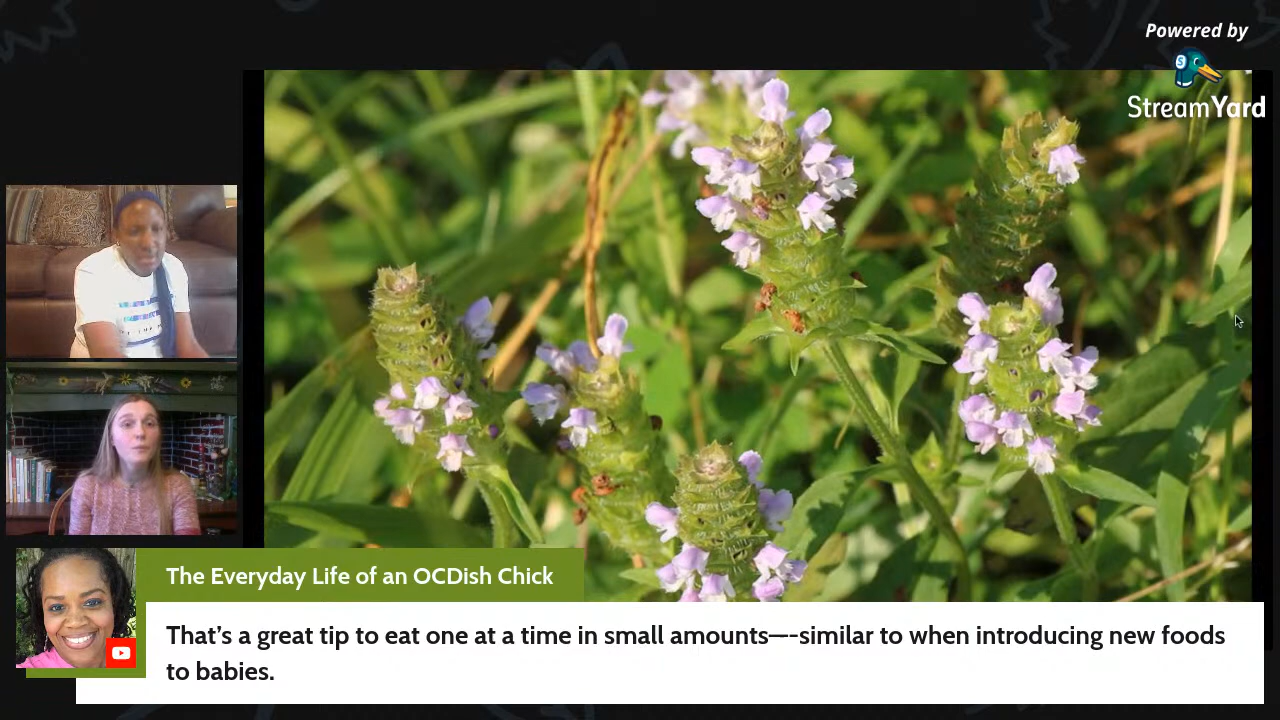 Powered by
StreamYard
The Everyday Life of an OCDish Chick
That's a great tip to eat one at a time in small amounts—-similar to when introducing new foods
to babies.